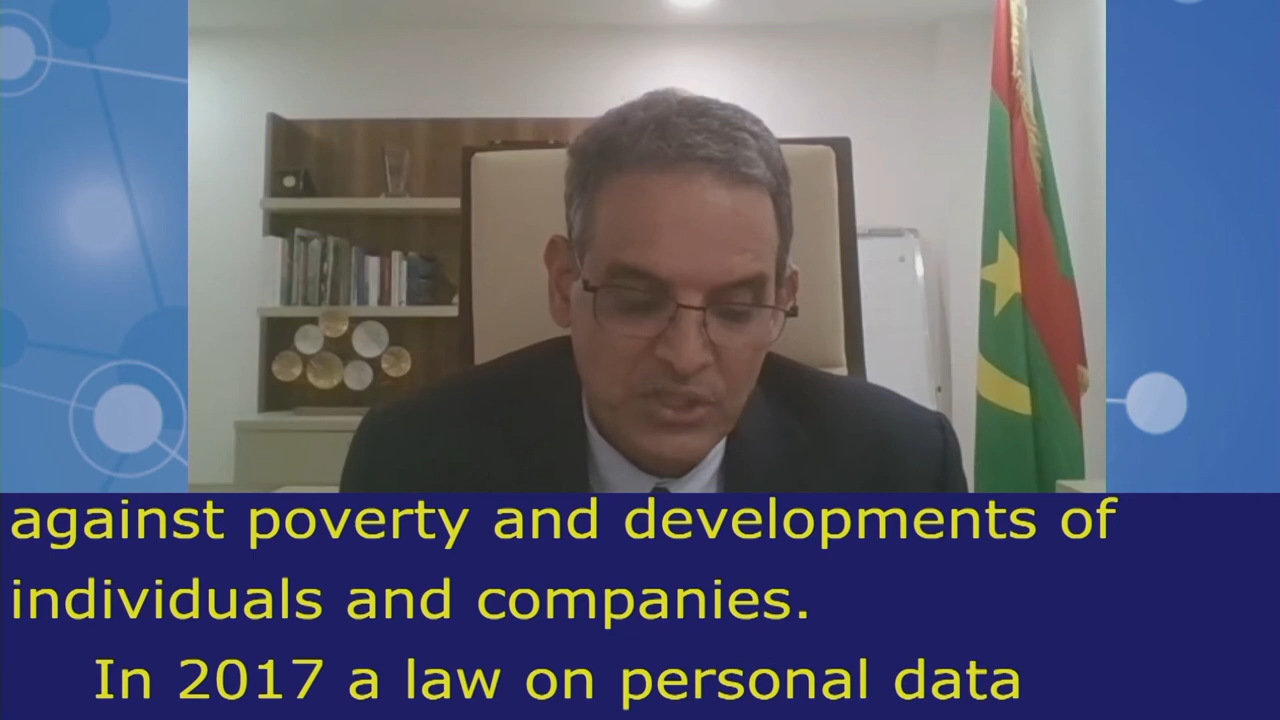 against poverty and developments of
individuals and companies.
In 2017 a law on personal data